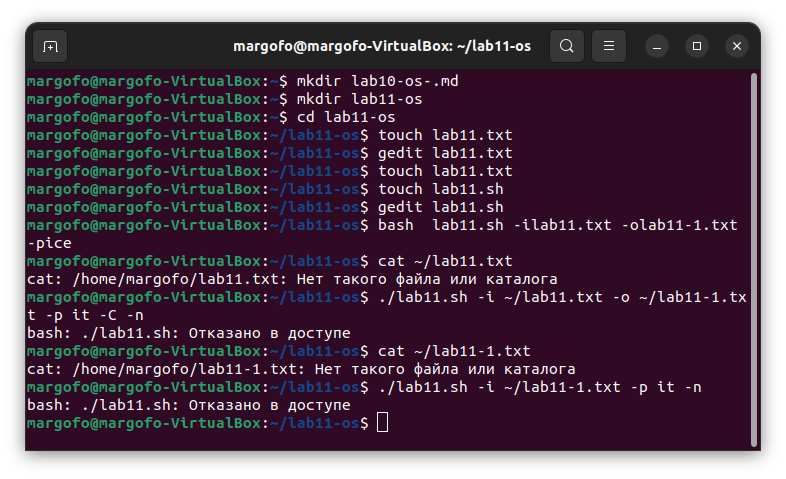 margofo@margofo-VirtualBox: ~/lab11-os
margofo@margofo-VirtualBox:~$ mkdir lab10-os-.md
margofo@margofo-VirtualBox:~$ mkdir lab11-os
margofo@margofo-VirtualBox:~$ cd lab11-os
margofo@margofo-VirtualBox:~/lab11-os$ touch lab11.txt
margofo@margofo-VirtualBox:~/lab11-os$ gedit lab11.txt
margofo@margofo-VirtualBox:~/lab11-os$ touch lab11.txt
margofo@margofo-VirtualBox:~/lab11-os$ touch lab11.sh
margofo@margofo-VirtualBox:~/lab11-os$ gedit lab11.sh
margofo@margofo-VirtualBox:~/lab11-os$ bash  lab11.sh -ilab11.txt -olab11-1.txt
-pice
margofo@margofo-VirtualBox:~/lab11-os$ cat ~/lab11.txt
cat: /home/margofo/lab11.txt: Нет такого файла или каталога
margofo@margofo-VirtualBox:~/lab11-os$ ./lab11.sh -i ~/lab11.txt -o ~/lab11-1.tx
t -p it -C -n
bash: ./lab11.sh: Отказано в доступе
margofo@margofo-VirtualBox:~/lab11-os$ cat ~/lab11-1.txt
cat: /home/margofo/lab11-1.txt: Нет такого файла или каталога
margofo@margofo-VirtualBox:~/lab11-os$ ./lab11.sh -i ~/lab11-1.txt -p it -n
bash: ./lab11.sh: Отказано в доступе
margofo@margofo-VirtualBox:~/lab11-os$